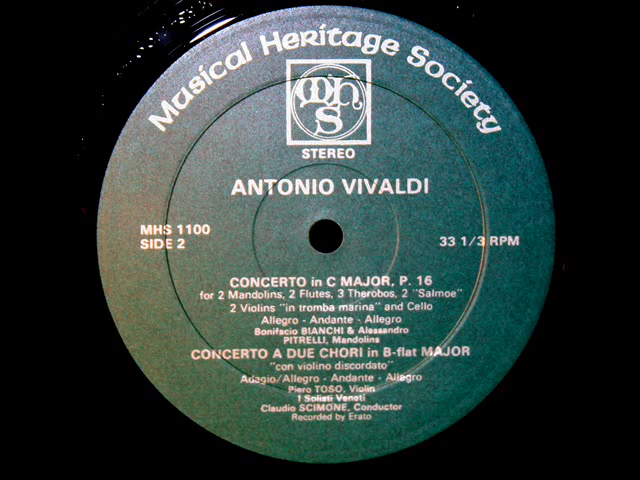 Musical Heritage Society
mhs
STEREO
ANTONIO VIVALDI
MHS 1100
SIDE 2
33 1/3 RPM
CONCERTO in C MAJOR, P. 16
for 2 Mandolins, 2 Flutes, 3 Therobos, 2 "Salmoe"
2 Violins "in tromba marina" and Cello
Allegro - Andante - Allegro
Bonifacio BIANCHI & Alessandro
PITRELLI, Mandolins
CONCERTO A DUE CHORI in B-flat MAJOR
"con violino discordato"
Adagio/Allegro - Andante - Allegro
Piero TOSO, Violin
I Solisti Veneti
Claudio SCIMONE, Conductor
Recorded by Erato